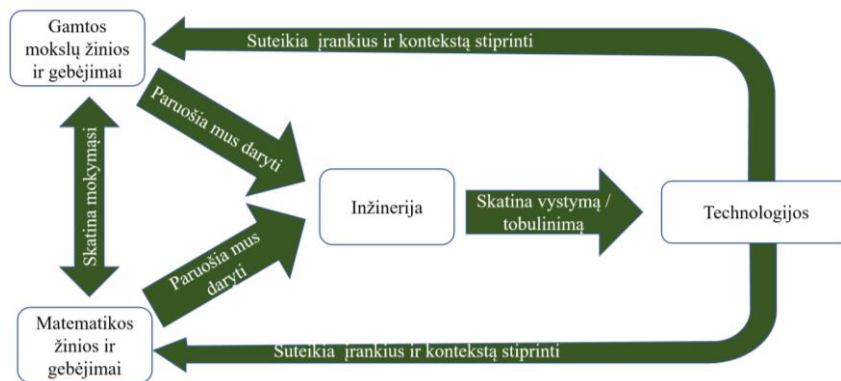 Gamtos
mokslų žinios
ir gebėjimai
Suteikia įrankius ir kontekstą stiprinti
Paruošia mus daryti
Skatina mokymąsi
Inžinerija
Skatina vystymą /
tobulinimą
Technologijos
Paruošia mus
daryti
Matematikos
žinios ir
gebėjimai
Suteikia įrankius ir kontekstą stiprinti